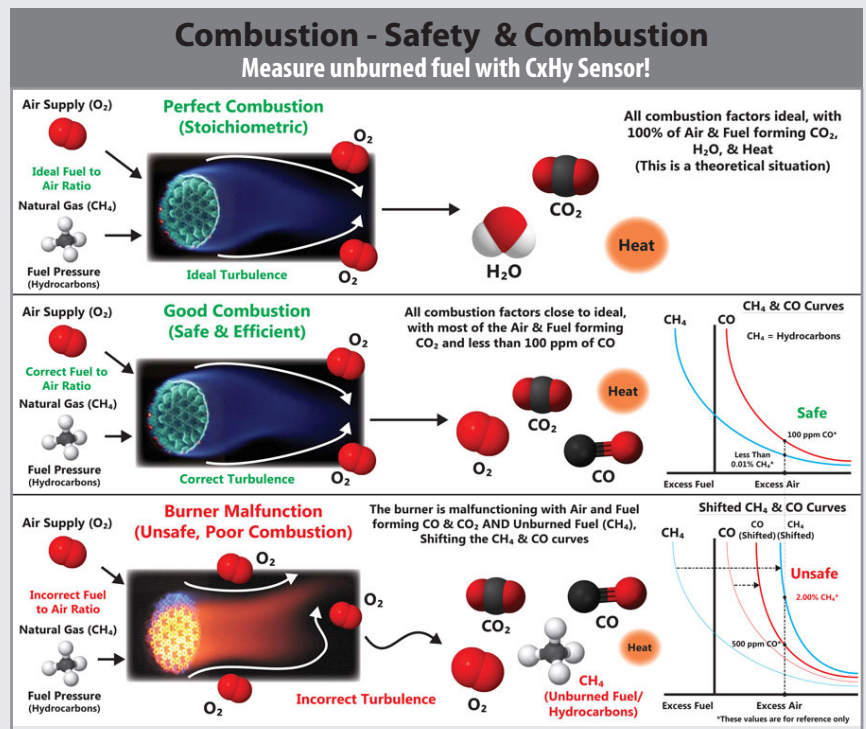 Combustion - Safety & Combustion
Measure unburned fuel with CxHy Sensor!
Air Supply (O₂)
Ideal Fuel to
Air Ratio
Natural Gas (CH₄)
Fuel Pressure
(Hydrocarbons)
Perfect Combustion
(Stoichiometric)
O₂
O₂
Ideal Turbulence
All combustion factors ideal, with
100% of Air & Fuel forming CO₂,
H₂O, & Heat
(This is a theoretical situation)
CO₂
H₂O
Heat
Air Supply (O₂)
Correct Fuel to
Air Ratio
Natural Gas (CH₄)
Fuel Pressure
(Hydrocarbons)
Good Combustion
(Safe & Efficient)
O₂
O₂
Correct Turbulence
All combustion factors close to ideal,
with most of the Air & Fuel forming
CO₂ and less than 100 ppm of CO
CO₂
Heat
O₂
CO
CH₄ & CO Curves
CH₄
CO
CH₄ = Hydrocarbons
Safe
100 ppm CO*
Less Than
0.01% CH₄*
Excess Fuel
Excess Air
Air Supply (O₂)
Incorrect Fuel
to Air Ratio
Natural Gas (CH₄)
Fuel Pressure
(Hydrocarbons)
Burner Malfunction
(Unsafe, Poor Combustion)
O₂
O₂
O₂
Incorrect Turbulence
The burner is malfunctioning with Air and Fuel
forming CO & CO₂ AND Unburned Fuel (CH₄),
Shifting the CH₄ & CO curves
CO₂
CO
Heat
O₂
CH₄
(Unburned Fuel/
Hydrocarbons)
Shifted CH₄ & CO Curves
CH₄
CO
CO
(Shifted)
CH₄
(Shifted)
Unsafe
2.00% CH₄*
500 ppm CO*
Excess Fuel
Excess Air
*These values are for reference only